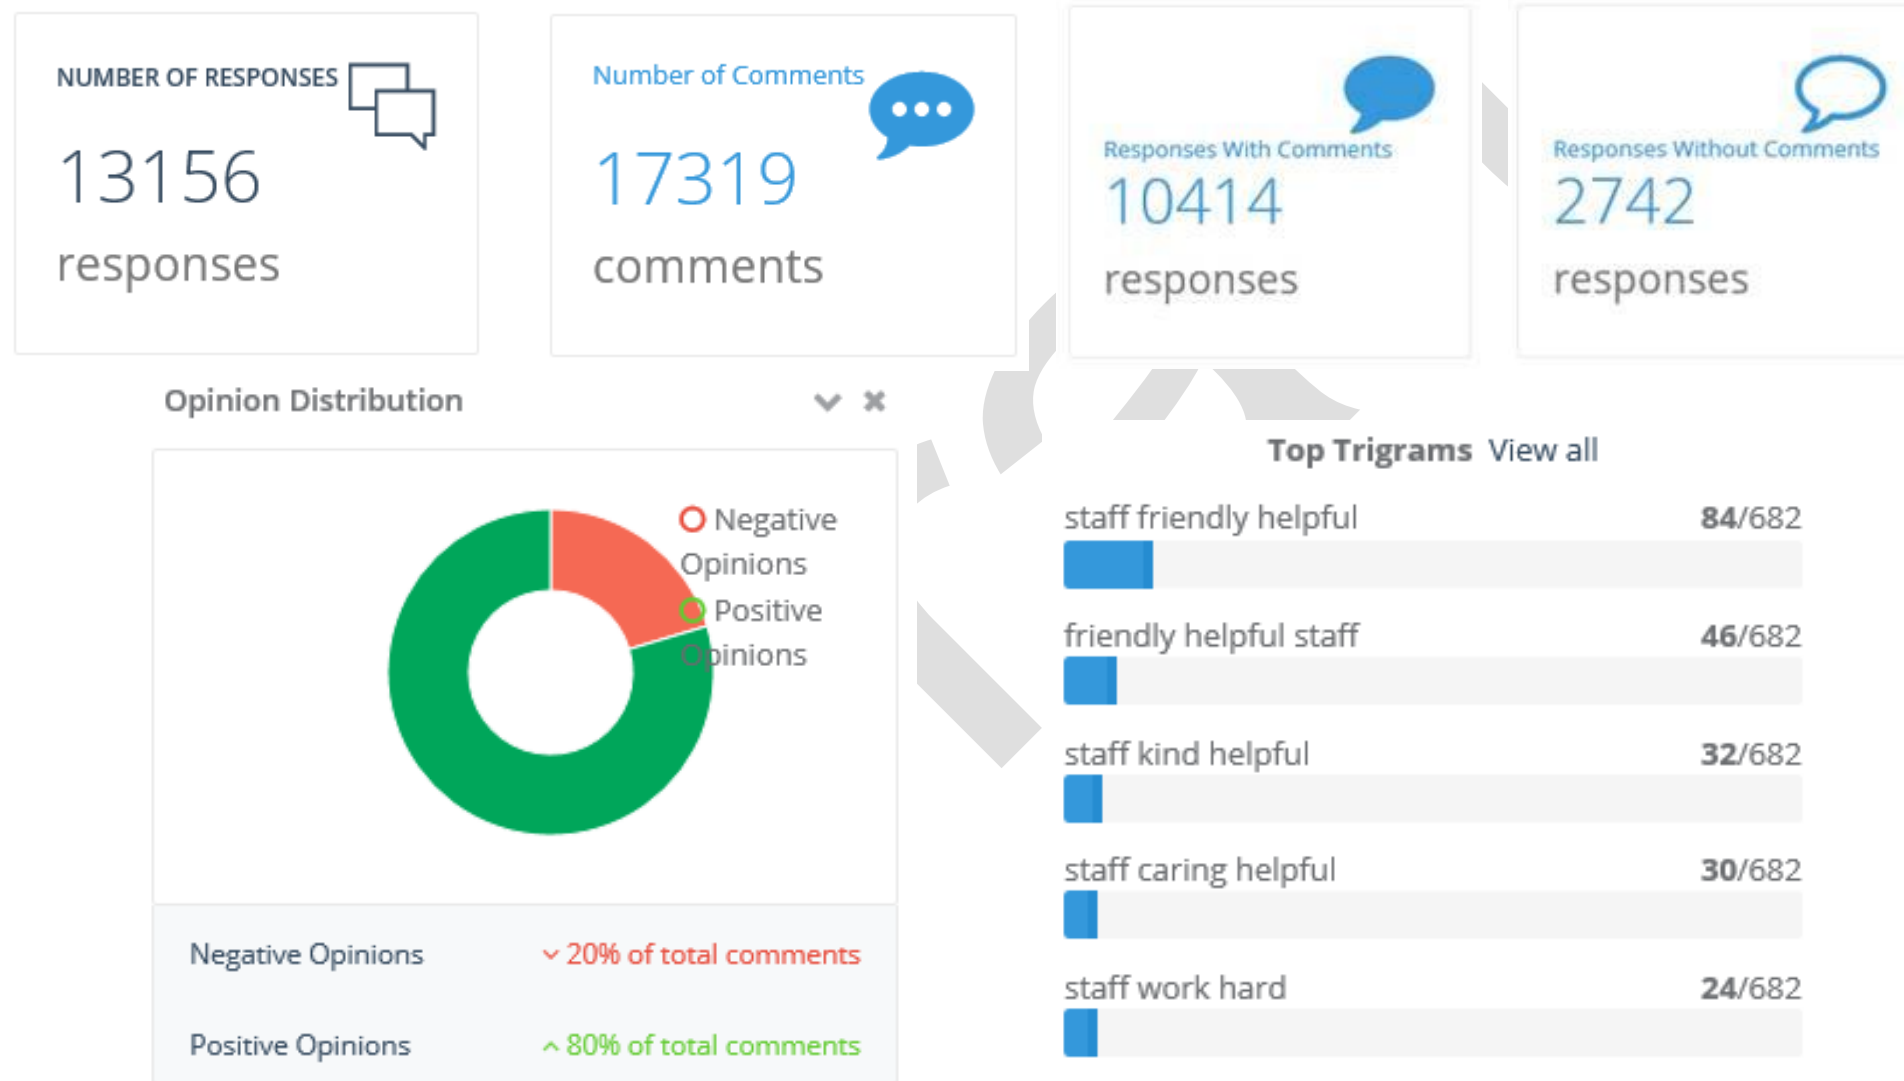 NUMBER OF RESPONSES
13156
responses
Number of Comments
17319
comments
Responses With Comments
10414
responses
Responses Without Comments
2742
responses
Opinion Distribution
Negative
Opinions
Positive
Opinions
Negative Opinions 20% of total comments
Positive Opinions 80% of total comments
Top Trigrams View all
staff friendly helpful 84/682
friendly helpful staff 46/682
staff kind helpful 32/682
staff caring helpful 30/682
staff work hard 24/682